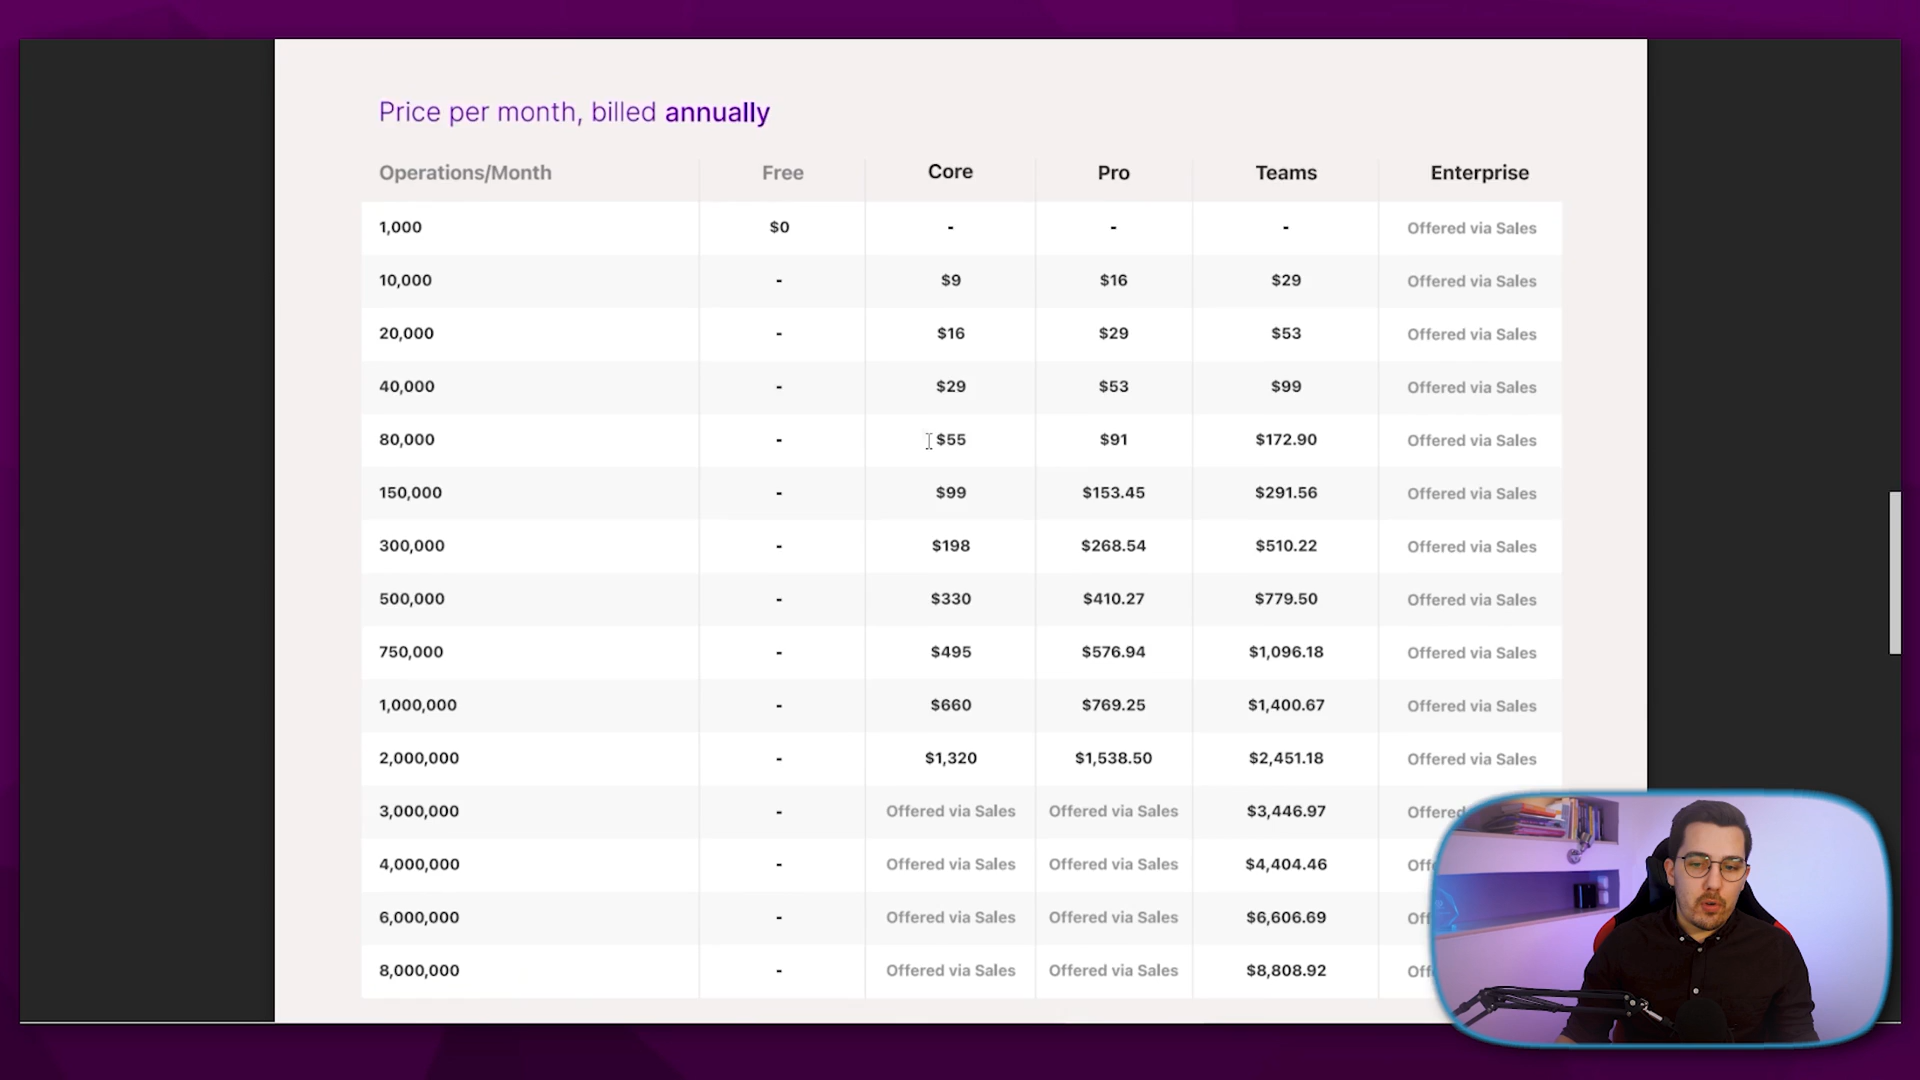 Price per month, billed annually
Operations/Month Free Core Pro Teams Enterprise
1,000 $0 - - - Offered via Sales
10,000 - $9 $16 $29 Offered via Sales
20,000 - $16 $29 $53 Offered via Sales
40,000 - $29 $53 $99 Offered via Sales
80,000 - $55 $91 $172.90 Offered via Sales
150,000 - $99 $153.45 $291.56 Offered via Sales
300,000 - $198 $268.54 $510.22 Offered via Sales
500,000 - $330 $410.27 $779.50 Offered via Sales
750,000 - $495 $576.94 $1,096.18 Offered via Sales
1,000,000 - $660 $769.25 $1,400.67 Offered via Sales
2,000,000 - $1,320 $1,538.50 $2,451.18 Offered via Sales
3,000,000 - Offered via Sales Offered via Sales $3,446.97 Offered
4,000,000 - Offered via Sales Offered via Sales $4,404.46 Off
6,000,000 - Offered via Sales Offered via Sales $6,606.69 Off
8,000,000 - Offered via Sales Offered via Sales $8,808.92 Off